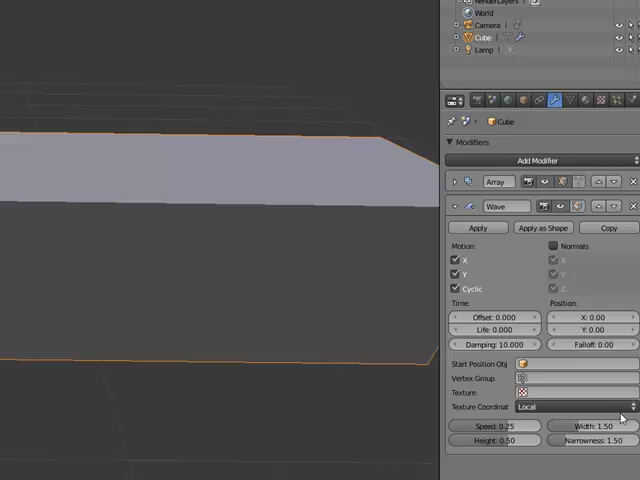 RenderLayers
World
Camera
Cube
Lamp
Cube
Modifiers
Add Modifier
Array
Wave
Apply
Apply as Shape
Copy
Motion:
Normals
X
X
Y
Y
Cyclic
Z
Time:
Position:
Offset: 0.000
X: 0.00
Life: 0.000
Y: 0.00
Damping: 10.000
Falloff: 0.00
Start Position Obj
Vertex Group
Texture:
Texture Coordinat
Local
Speed: 0.25
Width: 1.50
Height: 0.50
Narrowness: 1.50